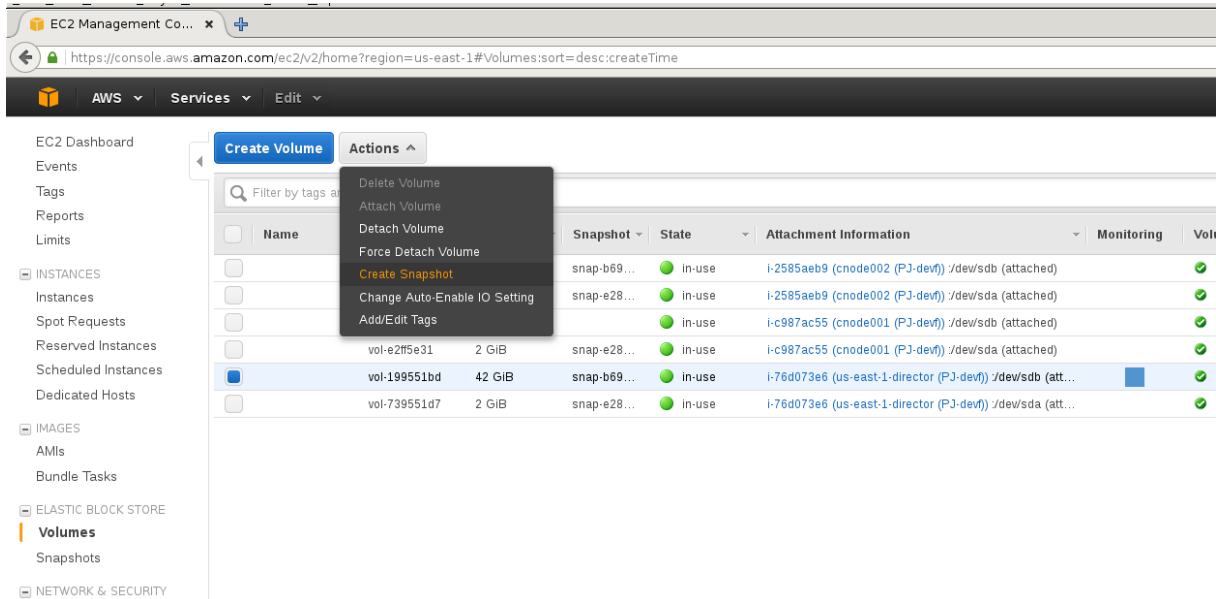 EC2 Management Co...
https://console.aws.amazon.com/ec2/v2/home?region=us-east-1#Volumes:sort=desc:createTime
AWS Services Edit
EC2 Dashboard
Events
Tags
Reports
Limits
INSTANCES
Instances
Spot Requests
Reserved Instances
Scheduled Instances
Dedicated Hosts
IMAGES
AMIs
Bundle Tasks
ELASTIC BLOCK STORE
Volumes
Snapshots
NETWORK & SECURITY
Create Volume Actions
Filter by tags
Delete Volume
Attach Volume
Detach Volume
Force Detach Volume
Create Snapshot
Change Auto-Enable IO Setting
Add/Edit Tags
Name Snapshot State Attachment Information Monitoring
snap-b69... in-use i-2585aeb9 (cnode002 (PJ-devf)) :/dev/sdb (attached)
snap-e28... in-use i-2585aeb9 (cnode002 (PJ-devf)) :/dev/sda (attached)
in-use i-c987ac55 (cnode001 (PJ-devf)) :/dev/sdb (attached)
vol-e2ff5e31 2 GiB snap-e28... in-use i-c987ac55 (cnode001 (PJ-devf)) :/dev/sda (attached)
vol-199551bd 42 GiB snap-b69... in-use i-76d073e6 (us-east-1-director (PJ-devf)) :/dev/sdb (att...
vol-739551d7 2 GiB snap-e28... in-use i-76d073e6 (us-east-1-director (PJ-devf)) :/dev/sda (att...